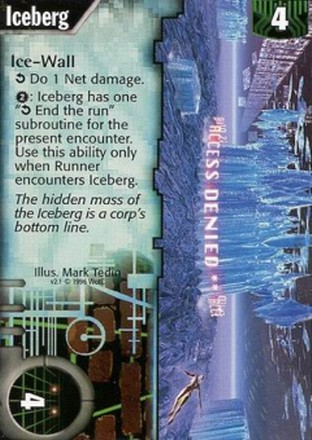 Iceberg
4
Ice-Wall
Do 1 Net damage.
2: Iceberg has one
" End the run"
subroutine for the
present encounter.
Use this ability only
when Runner
encounters Iceberg.
The hidden mass of
the Iceberg is a corp's
bottom line.
Illus. Mark Tedin
v2.1 © 1996 WotC
4
ACCESS DENIED